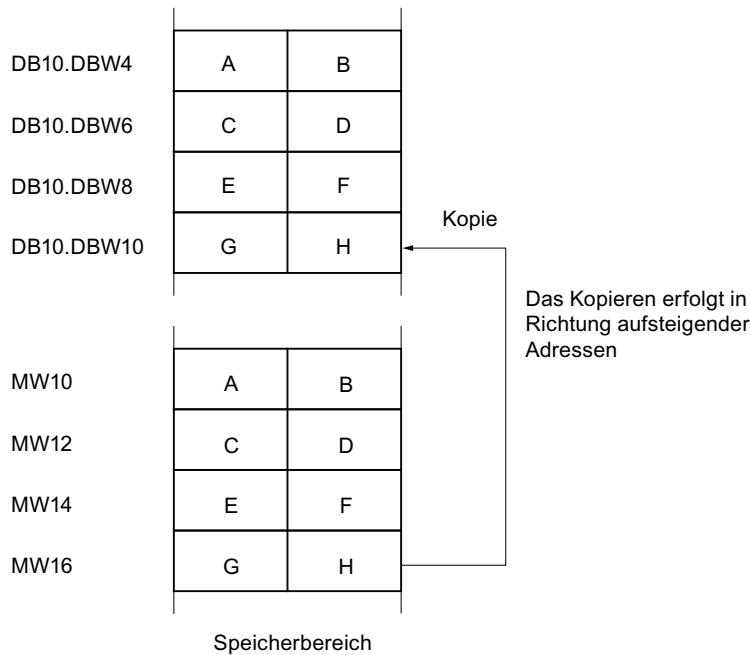 DB10.DBW4 A B
DB10.DBW6 C D
DB10.DBW8 E F
DB10.DBW10 G H
Kopie
Das Kopieren erfolgt in
Richtung aufsteigender
Adressen
MW10 A B
MW12 C D
MW14 E F
MW16 G H
Speicherbereich